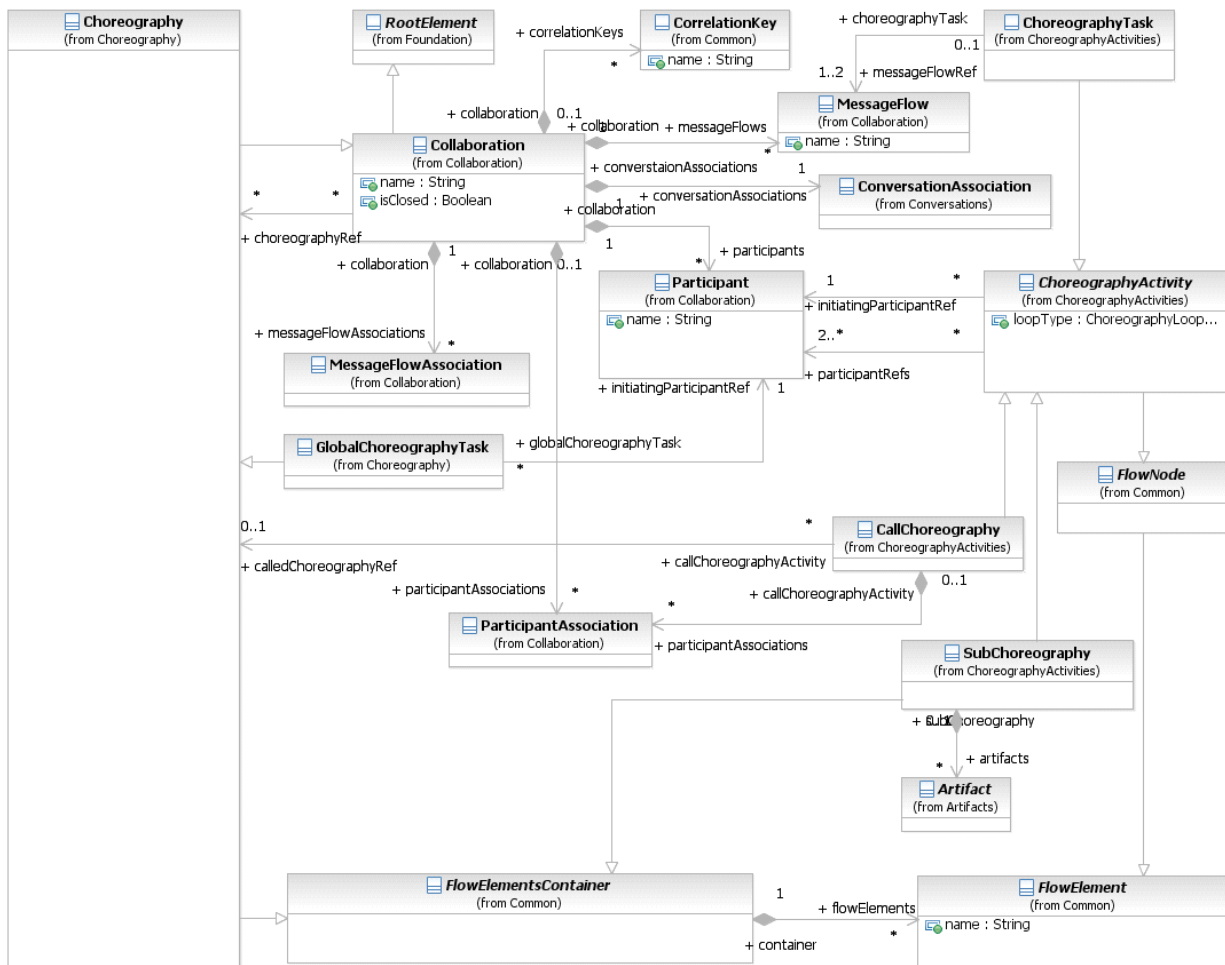 Choreography
(from Choreography)
RootElement
(from Foundation)
+ correlationKeys
*
CorrelationKey
(from Common)
name : String
+ choreographyTask
0..1
ChoreographyTask
(from ChoreographyActivities)
1..2
+ messageFlowRef
+ collaboration
0..1
1
+ collaboration
+ messageFlows
*
MessageFlow
(from Collaboration)
name : String
Collaboration
(from Collaboration)
name : String
isClosed : Boolean
+ converstaionAssociations
1
+ conversationAssociations
1
ConversationAssociation
(from Conversations)
*
*
+ choreographyRef
+ collaboration
1
+ participants
*
+ collaboration
1
+ collaboration
0..1
Participant
(from Collaboration)
name : String
1
*
+ initiatingParticipantRef
2..*
*
+ participantRefs
ChoreographyActivity
(from ChoreographyActivities)
loopType : ChoreographyLoop...
+ messageFlowAssociations
*
MessageFlowAssociation
(from Collaboration)
+ initiatingParticipantRef
1
GlobalChoreographyTask
(from Choreography)
+ globalChoreographyTask
*
FlowNode
(from Common)
0..1
*
+ calledChoreographyRef
+ callChoreographyActivity
CallChoreography
(from ChoreographyActivities)
0..1
+ callChoreographyActivity
+ participantAssociations
*
*
+ participantAssociations
ParticipantAssociation
(from Collaboration)
SubChoreography
(from ChoreographyActivities)
+ subChoreography
0..1
+ artifacts
*
Artifact
(from Artifacts)
FlowElementsContainer
(from Common)
1
+ flowElements
*
+ container
FlowElement
(from Common)
name : String